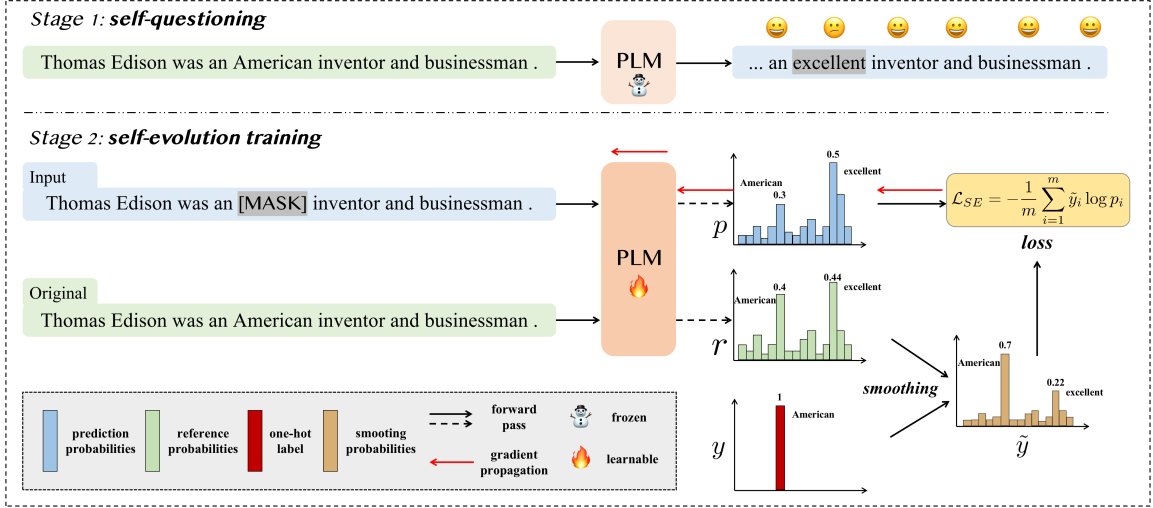 Stage 1: self-questioning
Thomas Edison was an American inventor and businessman .
PLM
... an excellent inventor and businessman .
Stage 2: self-evolution training
Input
Thomas Edison was an [MASK] inventor and businessman .
Original
Thomas Edison was an American inventor and businessman .
PLM
American
0.3
0.5
excellent
p
American
0.4
0.44
excellent
r
1
American
y
smoothing
American
0.7
0.22
excellent
ỹ
L_SE = -1/m ∑_{i=1}^{m} ỹ_i log p_i
loss
prediction
probabilities
reference
probabilities
one-hot
label
smooting
probabilities
forward
pass
gradient
propagation
frozen
learnable